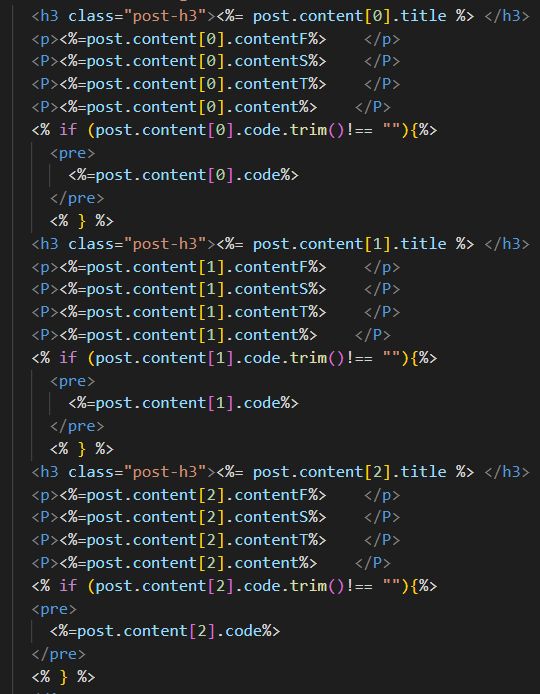 <h3 class="post-h3"><%= post.content[0].title %> </h3>
<p><%=post.content[0].contentF%>    </p>
<P><%=post.content[0].contentS%>    </P>
<P><%=post.content[0].contentT%>    </P>
<P><%=post.content[0].content%>    </P>
<% if (post.content[0].code.trim()!== ""){%>
  <pre>
    <%=post.content[0].code%>
  </pre>
  <% } %>
<h3 class="post-h3"><%= post.content[1].title %> </h3>
<p><%=post.content[1].contentF%>    </p>
<P><%=post.content[1].contentS%>    </P>
<P><%=post.content[1].contentT%>    </P>
<P><%=post.content[1].content%>    </P>
<% if (post.content[1].code.trim()!== ""){%>
  <pre>
    <%=post.content[1].code%>
  </pre>
  <% } %>
<h3 class="post-h3"><%= post.content[2].title %> </h3>
<p><%=post.content[2].contentF%>    </p>
<P><%=post.content[2].contentS%>    </P>
<P><%=post.content[2].contentT%>    </P>
<P><%=post.content[2].content%>    </P>
<% if (post.content[2].code.trim()!== ""){%>
<pre>
  <%=post.content[2].code%>
</pre>
<% } %>